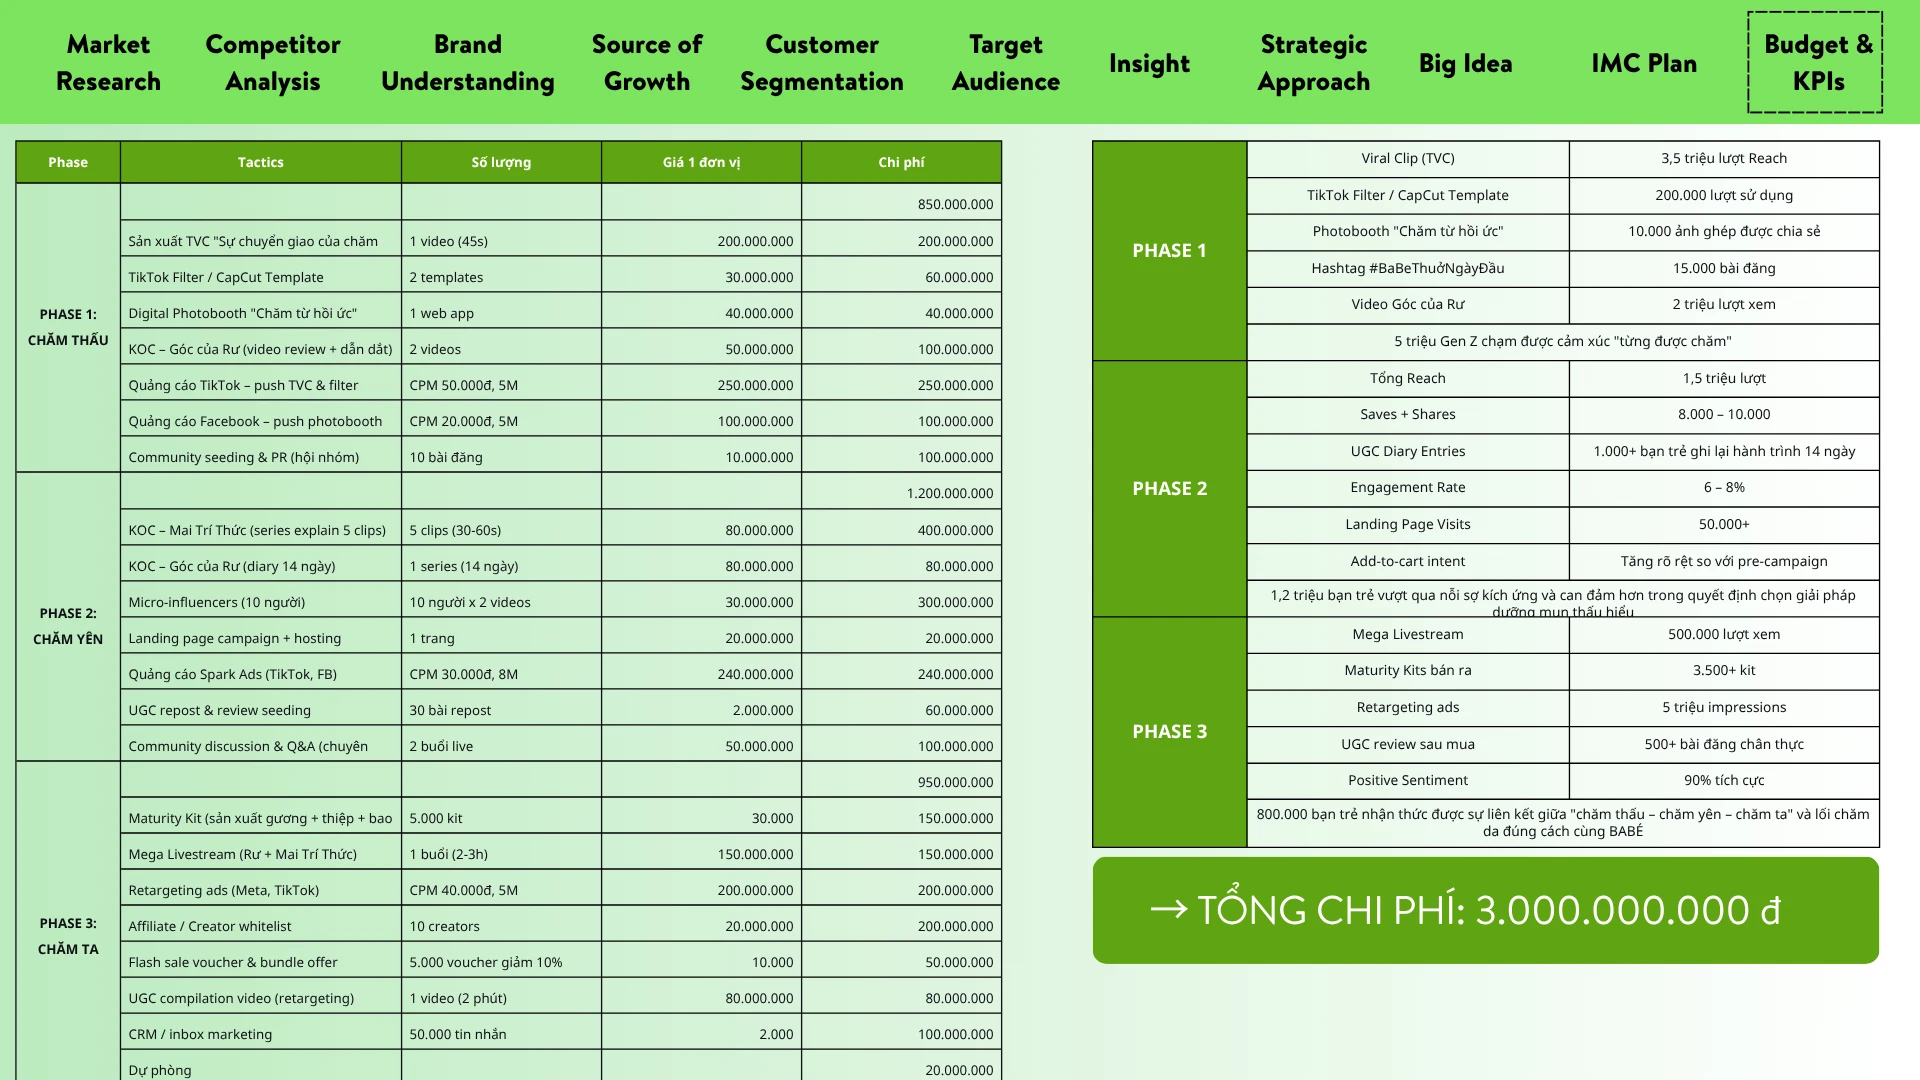 Market Research
Competitor Analysis
Brand Understanding
Source of Growth
Customer Segmentation
Target Audience
Insight
Strategic Approach
Big Idea
IMC Plan
Budget & KPIs
Phase Tactics Số lượng Giá 1 đơn vị Chi phí
PHASE 1: CHĂM THẤU
850.000.000
Sản xuất TVC "Sự chuyển giao của chăm 1 video (45s) 200.000.000 200.000.000
TikTok Filter / CapCut Template 2 templates 30.000.000 60.000.000
Digital Photobooth "Chăm từ hồi ức" 1 web app 40.000.000 40.000.000
KOC – Góc của Rư (video review + dẫn dắt) 2 videos 50.000.000 100.000.000
Quảng cáo TikTok – push TVC & filter CPM 50.000đ, 5M 250.000.000 250.000.000
Quảng cáo Facebook – push photobooth CPM 20.000đ, 5M 100.000.000 100.000.000
Community seeding & PR (hội nhóm) 10 bài đăng 10.000.000 100.000.000
PHASE 2: CHĂM YÊN
1.200.000.000
KOC – Mai Trí Thức (series explain 5 clips) 5 clips (30-60s) 80.000.000 400.000.000
KOC – Góc của Rư (diary 14 ngày) 1 series (14 ngày) 80.000.000 80.000.000
Micro-influencers (10 người) 10 người x 2 videos 30.000.000 300.000.000
Landing page campaign + hosting 1 trang 20.000.000 20.000.000
Quảng cáo Spark Ads (TikTok, FB) CPM 30.000đ, 8M 240.000.000 240.000.000
UGC repost & review seeding 30 bài repost 2.000.000 60.000.000
Community discussion & Q&A (chuyên 2 buổi live 50.000.000 100.000.000
PHASE 3: CHĂM TA
950.000.000
Maturity Kit (sản xuất gương + thiệp + bao 5.000 kit 30.000 150.000.000
Mega Livestream (Rư + Mai Trí Thức) 1 buổi (2-3h) 150.000.000 150.000.000
Retargeting ads (Meta, TikTok) CPM 40.000đ, 5M 200.000.000 200.000.000
Affiliate / Creator whitelist 10 creators 20.000.000 200.000.000
Flash sale voucher & bundle offer 5.000 voucher giảm 10% 10.000 50.000.000
UGC compilation video (retargeting) 1 video (2 phút) 80.000.000 80.000.000
CRM / inbox marketing 50.000 tin nhắn 2.000 100.000.000
Dự phòng 20.000.000
PHASE 1
Viral Clip (TVC) 3,5 triệu lượt Reach
TikTok Filter / CapCut Template 200.000 lượt sử dụng
Photobooth "Chăm từ hồi ức" 10.000 ảnh ghép được chia sẻ
Hashtag #BaBeThuởNgàyĐầu 15.000 bài đăng
Video Góc của Rư 2 triệu lượt xem
5 triệu Gen Z chạm được cảm xúc "từng được chăm"
PHASE 2
Tổng Reach 1,5 triệu lượt
Saves + Shares 8.000 – 10.000
UGC Diary Entries 1.000+ bạn trẻ ghi lại hành trình 14 ngày
Engagement Rate 6 – 8%
Landing Page Visits 50.000+
Add-to-cart intent Tăng rõ rệt so với pre-campaign
1,2 triệu bạn trẻ vượt qua nỗi sợ kích ứng và can đảm hơn trong quyết định chọn giải pháp
dưỡng mụn thấu hiểu
PHASE 3
Mega Livestream 500.000 lượt xem
Maturity Kits bán ra 3.500+ kit
Retargeting ads 5 triệu impressions
UGC review sau mua 500+ bài đăng chân thực
Positive Sentiment 90% tích cực
800.000 bạn trẻ nhận thức được sự liên kết giữa "chăm thấu – chăm yên – chăm ta" và lối chăm
da đúng cách cùng BABÉ
→ TỔNG CHI PHÍ: 3.000.000.000 đ